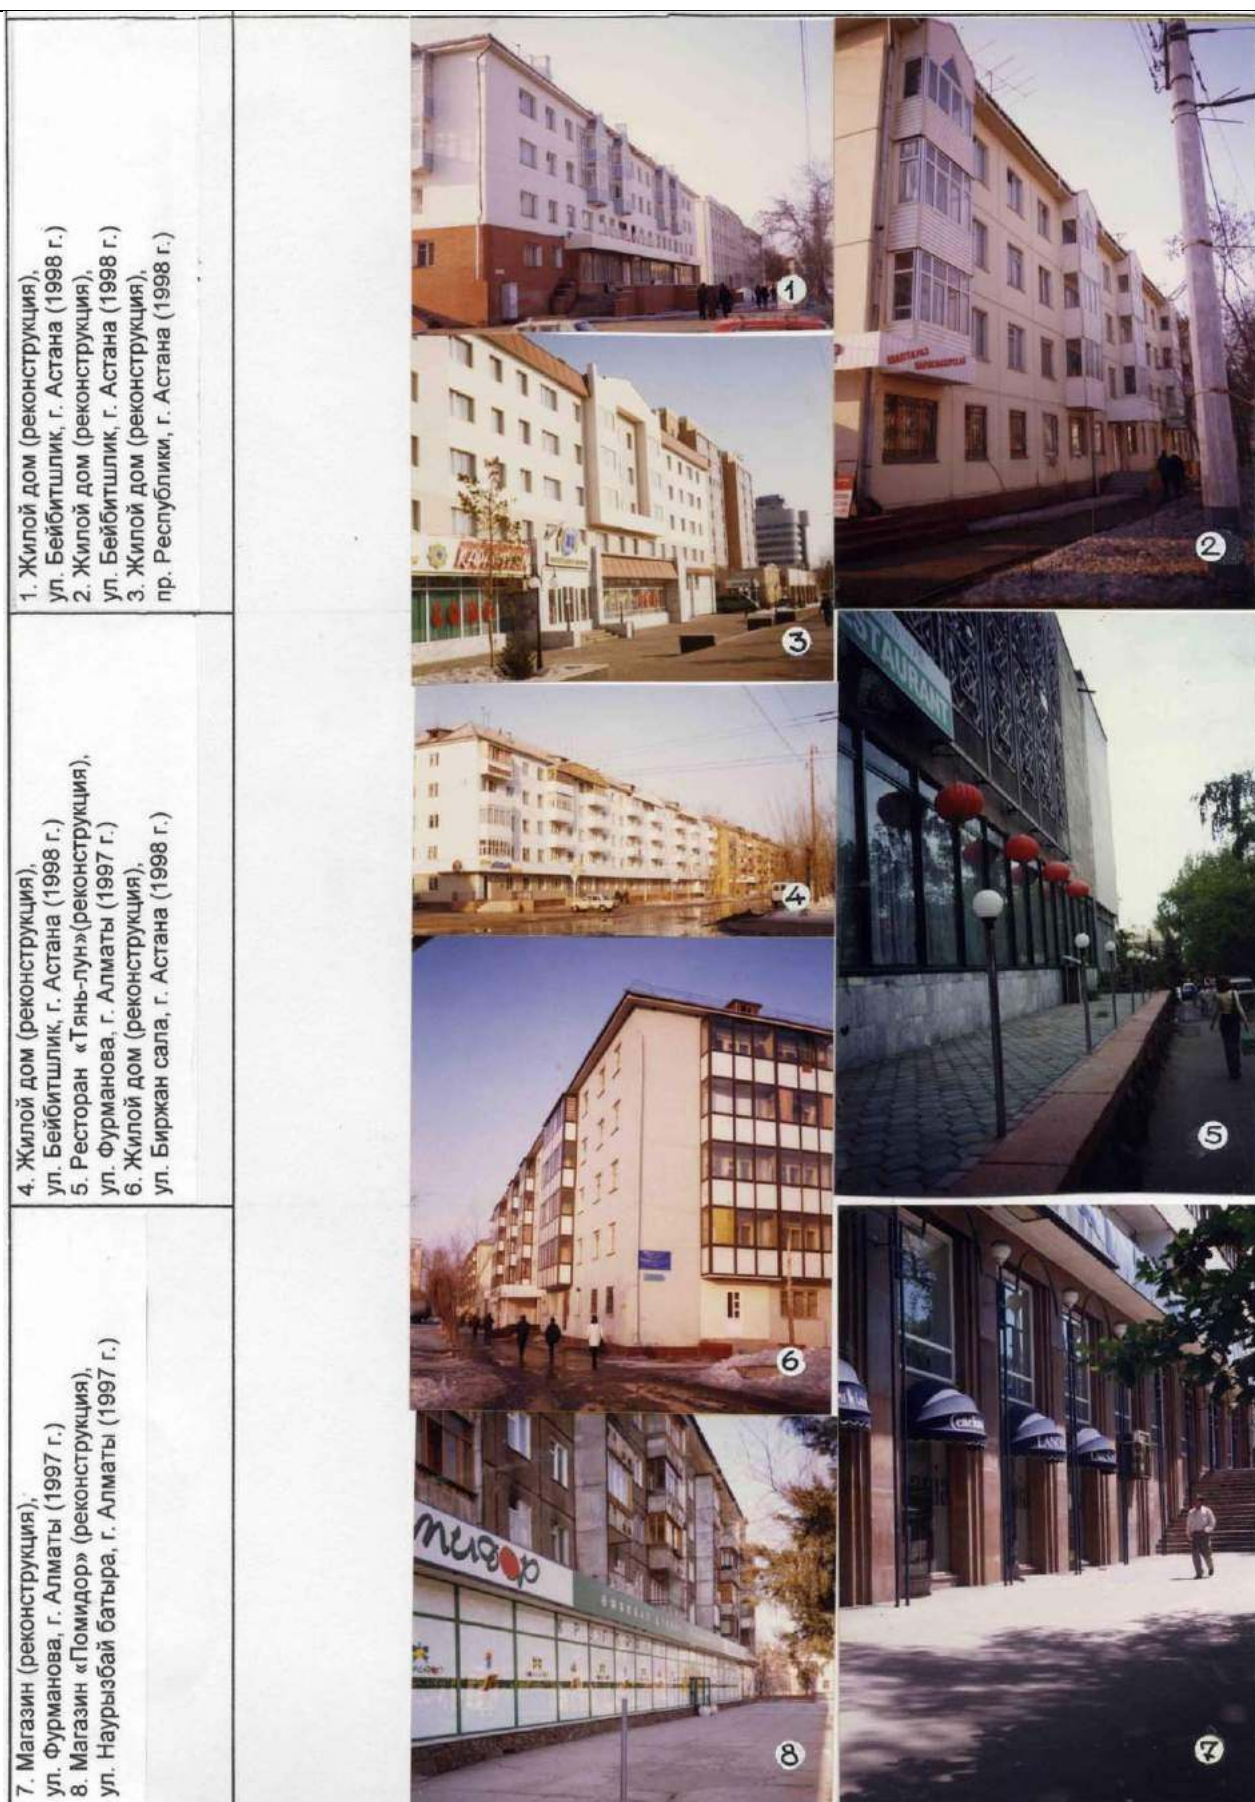 1. Жилой дом (реконструкция),
ул. Бейбитшлик, г. Астана (1998 г.)
2. Жилой дом (реконструкция),
ул. Бейбитшлик, г. Астана (1998 г.)
3. Жилой дом (реконструкция),
пр. Республики, г. Астана (1998 г.)
4. Жилой дом (реконструкция),
ул. Бейбитшлик, г. Астана (1998 г.)
5. Ресторан «Тянь-лун»(реконструкция),
ул. Фурманова, г. Алматы (1997 г.)
6. Жилой дом (реконструкция),
ул. Биржан сала, г. Астана (1998 г.)
7. Магазин (реконструкция),
ул. Фурманова, г. Алматы (1997 г.)
8. Магазин «Помидор» (реконструкция),
ул. Наурызбай батыра, г. Алматы (1997 г.)
1
ШАШТАРАЗ
ПАРИКМАХЕРСКАЯ
2
3
4
STAURANT
5
6
мидор
8
7